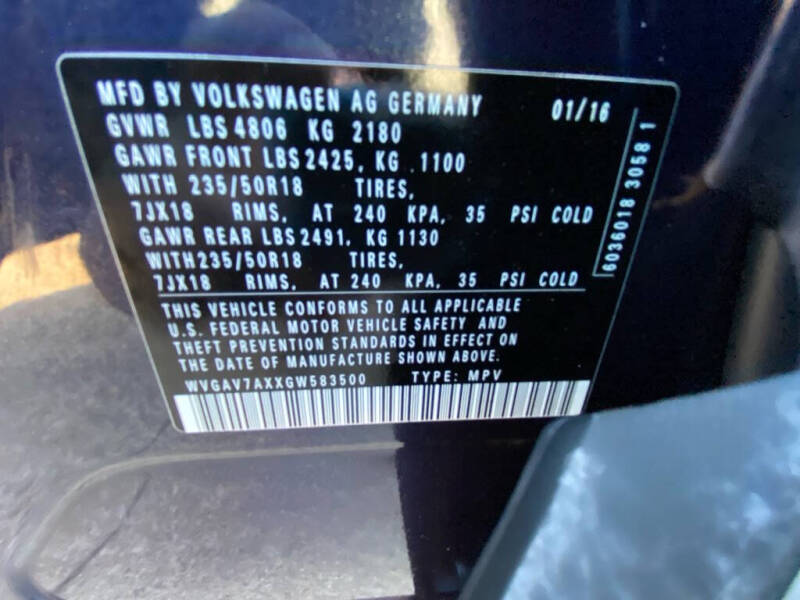 MFD BY VOLKSWAGEN AG GERMANY 01/16
GVWR LBS 4806 KG 2180
GAWR FRONT LBS 2425, KG .1100
WITH 235/50R18 TIRES,
7JX18 RIMS, AT 240 KPA, 35 PSI COLD
GAWR REAR LBS 2491, KG 1130
WITH235/50R18 TIRES,
7JX18 RIMS, AT 240 KPA, 35 PSI COLD
THIS VEHICLE CONFORMS TO ALL APPLICABLE
U.S. FEDERAL MOTOR VEHICLE SAFETY AND
THEFT PREVENTION STANDARDS IN EFFECT ON
THE DATE OF MANUFACTURE SHOWN ABOVE
WVGAV7AXXGW583500 TYPE: MPV
6036018 3058 1